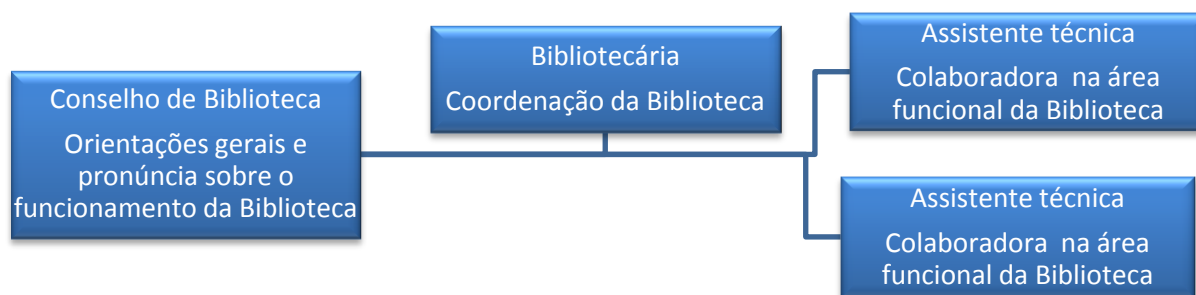 Conselho de Biblioteca
Orientações gerais e
pronúncia sobre o
funcionamento da Biblioteca
Bibliotecária
Coordenação da Biblioteca
Assistente técnica
Colaboradora na área
funcional da Biblioteca
Assistente técnica
Colaboradora na área
funcional da Biblioteca